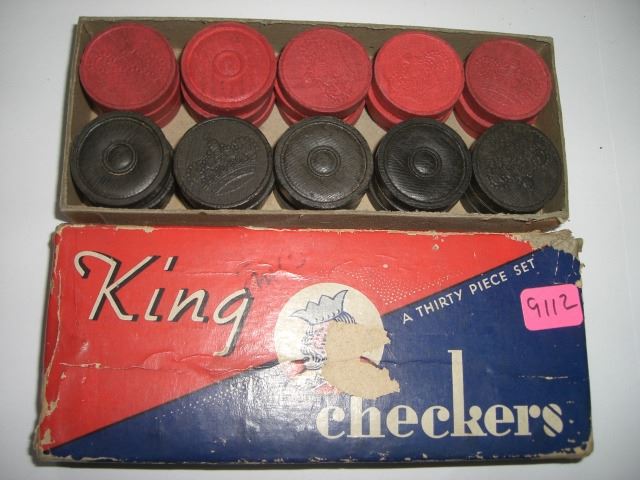 King
A THIRTY PIECE SET
9112
checkers